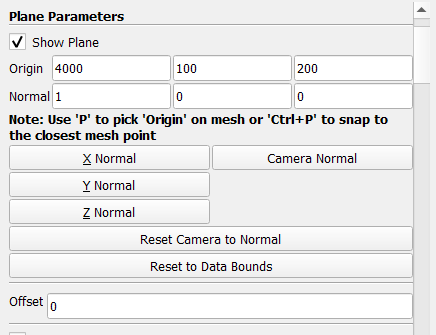 Plane Parameters
Show Plane
Origin 4000 100 200
Normal 1 0 0
Note: Use 'P' to pick 'Origin' on mesh or 'Ctrl+P' to snap to
the closest mesh point
X Normal Camera Normal
Y Normal
Z Normal
Reset Camera to Normal
Reset to Data Bounds
Offset 0